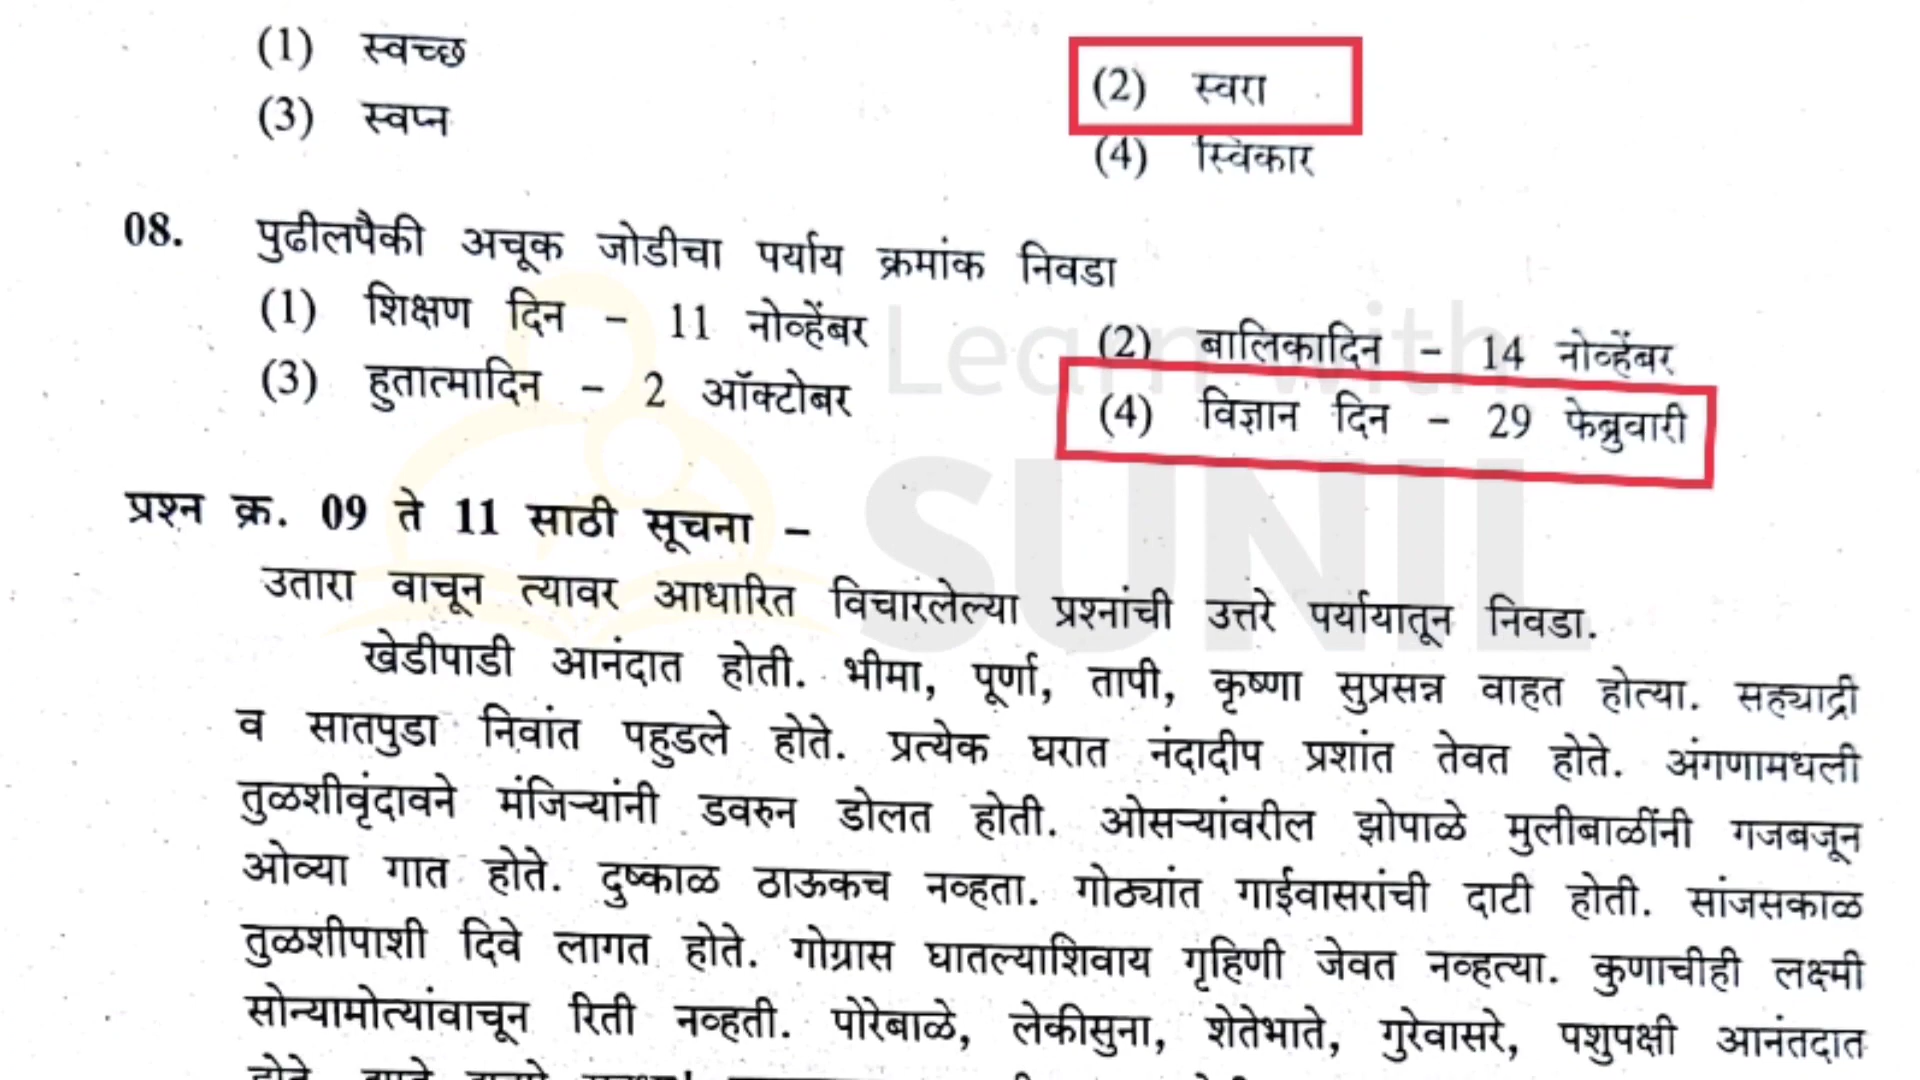 (1) स्वच्छ
(2) स्वरा
(3) स्वप्न
(4) स्विकार
08. पुढीलपैकी अचूक जोडीचा पर्याय क्रमांक निवडा
(1) शिक्षण दिन – 11 नोव्हेंबर
(2) बालिकादिन – 14 नोव्हेंबर
(3) हुतात्मादिन – 2 ऑक्टोबर
(4) विज्ञान दिन – 29 फेब्रुवारी
Learn with
SUNIL
प्रश्न क्र. 09 ते 11 साठी सूचना –
उतारा वाचून त्यावर आधारित विचारलेल्या प्रश्नांची उत्तरे पर्यायातून निवडा.
खेडीपाडी आनंदात होती. भीमा, पूर्णा, तापी, कृष्णा सुप्रसन्न वाहत होत्या. सह्याद्री
व सातपुडा निवांत पहुडले होते. प्रत्येक घरात नंदादीप प्रशांत तेवत होते. अंगणामधली
तुळशीवृंदावने मंजिऱ्यांनी डवरुन डोलत होती. ओसऱ्यांवरील झोपाळे मुलीबाळींनी गजबजून
ओव्या गात होते. दुष्काळ ठाऊकच नव्हता. गोठ्यांत गाईवासरांची दाटी होती. सांजसकाळ
तुळशीपाशी दिवे लागत होते. गोग्रास घातल्याशिवाय गृहिणी जेवत नव्हत्या. कुणाचीही लक्ष्मी
सोन्यामोत्यांवाचून रिती नव्हती. पोरेबाळे, लेकीसुना, शेतेभाते, गुरेवासरे, पशुपक्षी आनंतदात